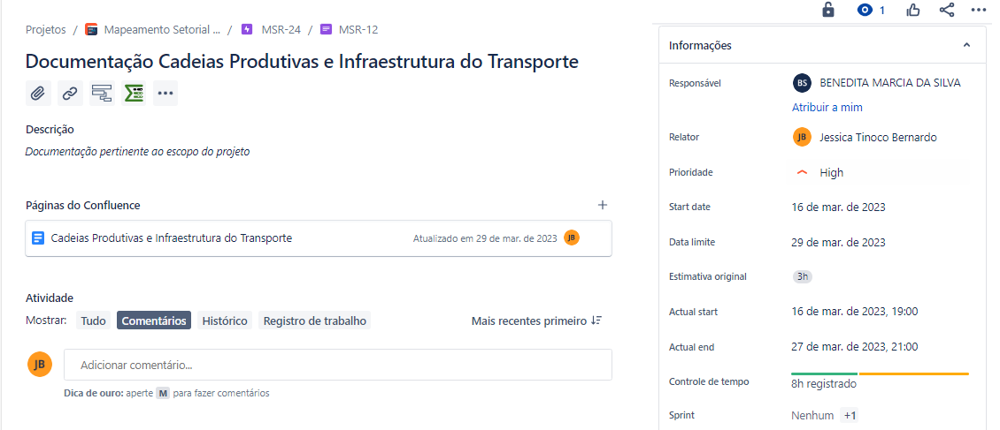 1
Projetos / Mapeamento Setorial ... / MSR-24 / MSR-12
Documentação Cadeias Produtivas e Infraestrutura do Transporte
Descrição
Documentação pertinente ao escopo do projeto
Páginas do Confluence
Cadeias Produtivas e Infraestrutura do Transporte Atualizado em 29 de mar. de 2023 JB
Atividade
Mostrar: Tudo Comentários Histórico Registro de trabalho Mais recentes primeiro
JB Adicionar comentário...
Dica de ouro: aperte M para fazer comentários
Informações
Responsável BS BENEDITA MARCIA DA SILVA
Atribuir a mim
Relator JB Jessica Tinoco Bernardo
Prioridade High
Start date 16 de mar. de 2023
Data limite 29 de mar. de 2023
Estimativa original 3h
Actual start 16 de mar. de 2023, 19:00
Actual end 27 de mar. de 2023, 21:00
Controle de tempo 8h registrado
Sprint Nenhum +1